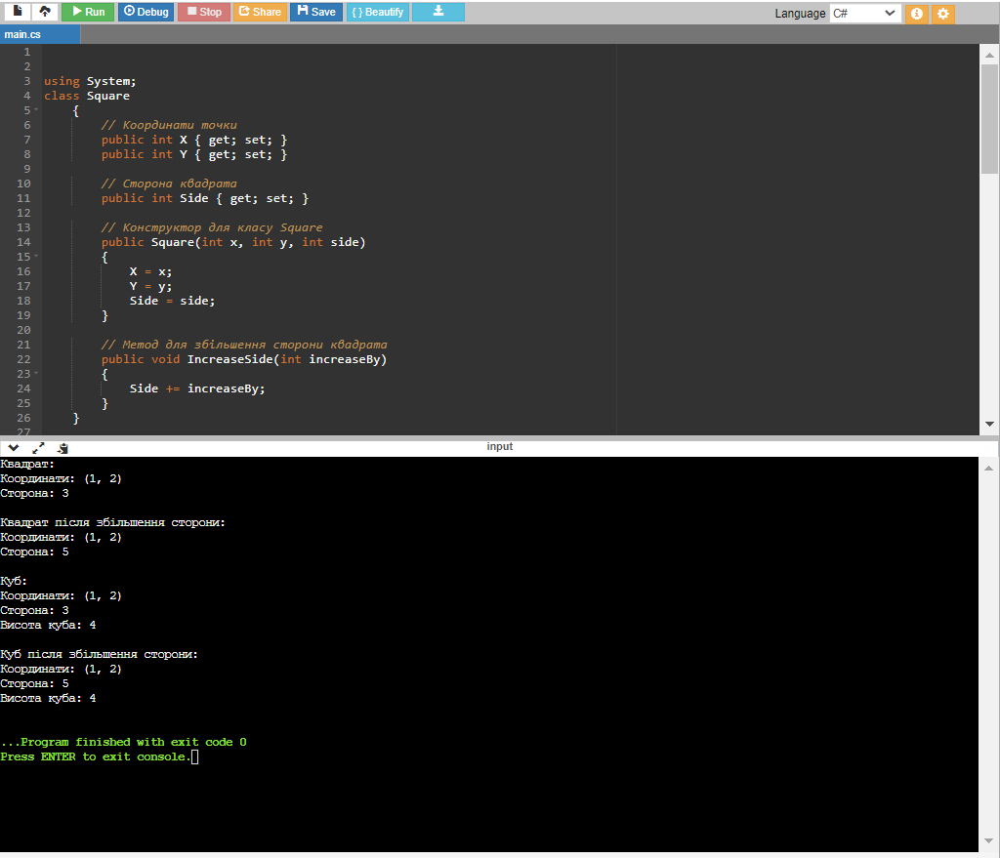 Run Debug Stop Share Save { } Beautify Language C#
main.cs
1
2
3 using System;
4 class Square
5 {
6 // Координати точки
7 public int X { get; set; }
8 public int Y { get; set; }
9
10 // Сторона квадрата
11 public int Side { get; set; }
12
13 // Конструктор для класу Square
14 public Square(int x, int y, int side)
15 {
16 X = x;
17 Y = y;
18 Side = side;
19 }
20
21 // Метод для збільшення сторони квадрата
22 public void IncreaseSide(int increaseBy)
23 {
24 Side += increaseBy;
25 }
26 }
27
input
Квадрат:
Координати: (1, 2)
Сторона: 3
Квадрат після збільшення сторони:
Координати: (1, 2)
Сторона: 5
Куб:
Координати: (1, 2)
Сторона: 3
Висота куба: 4
Куб після збільшення сторони:
Координати: (1, 2)
Сторона: 5
Висота куба: 4
...Program finished with exit code 0
Press ENTER to exit console.